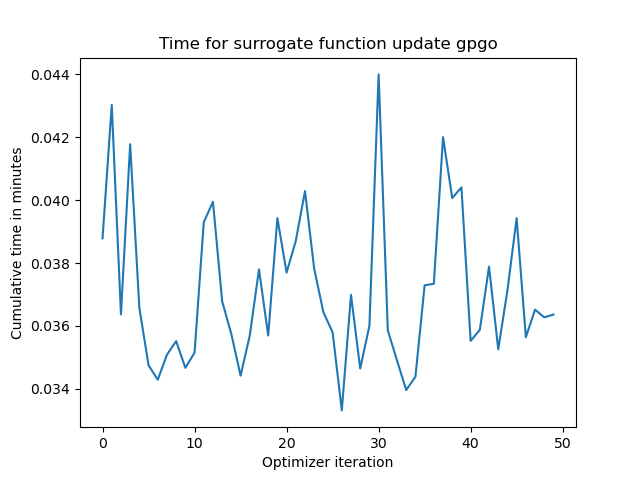 Time for surrogate function update gpgo
0.044
0.042
0.040
0.038
0.036
0.034
Cumulative time in minutes
0 10 20 30 40 50
Optimizer iteration